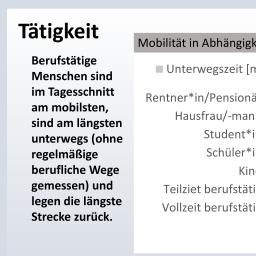 Tätigkeit
Berufstätige
Menschen sind
im Tagesschnitt
am mobilsten,
sind am längsten
unterwegs (ohne
regelmäßige
berufliche Wege
gemessen) und
legen die längste
Strecke zurück.
Mobilität in Abhängigk
Unterwegszeit [m
Rentner*in/Pensionä
Hausfrau/-man
Student*i
Schüler*i
Kin
Teilziet berufstäti
Vollzeit berufstäti